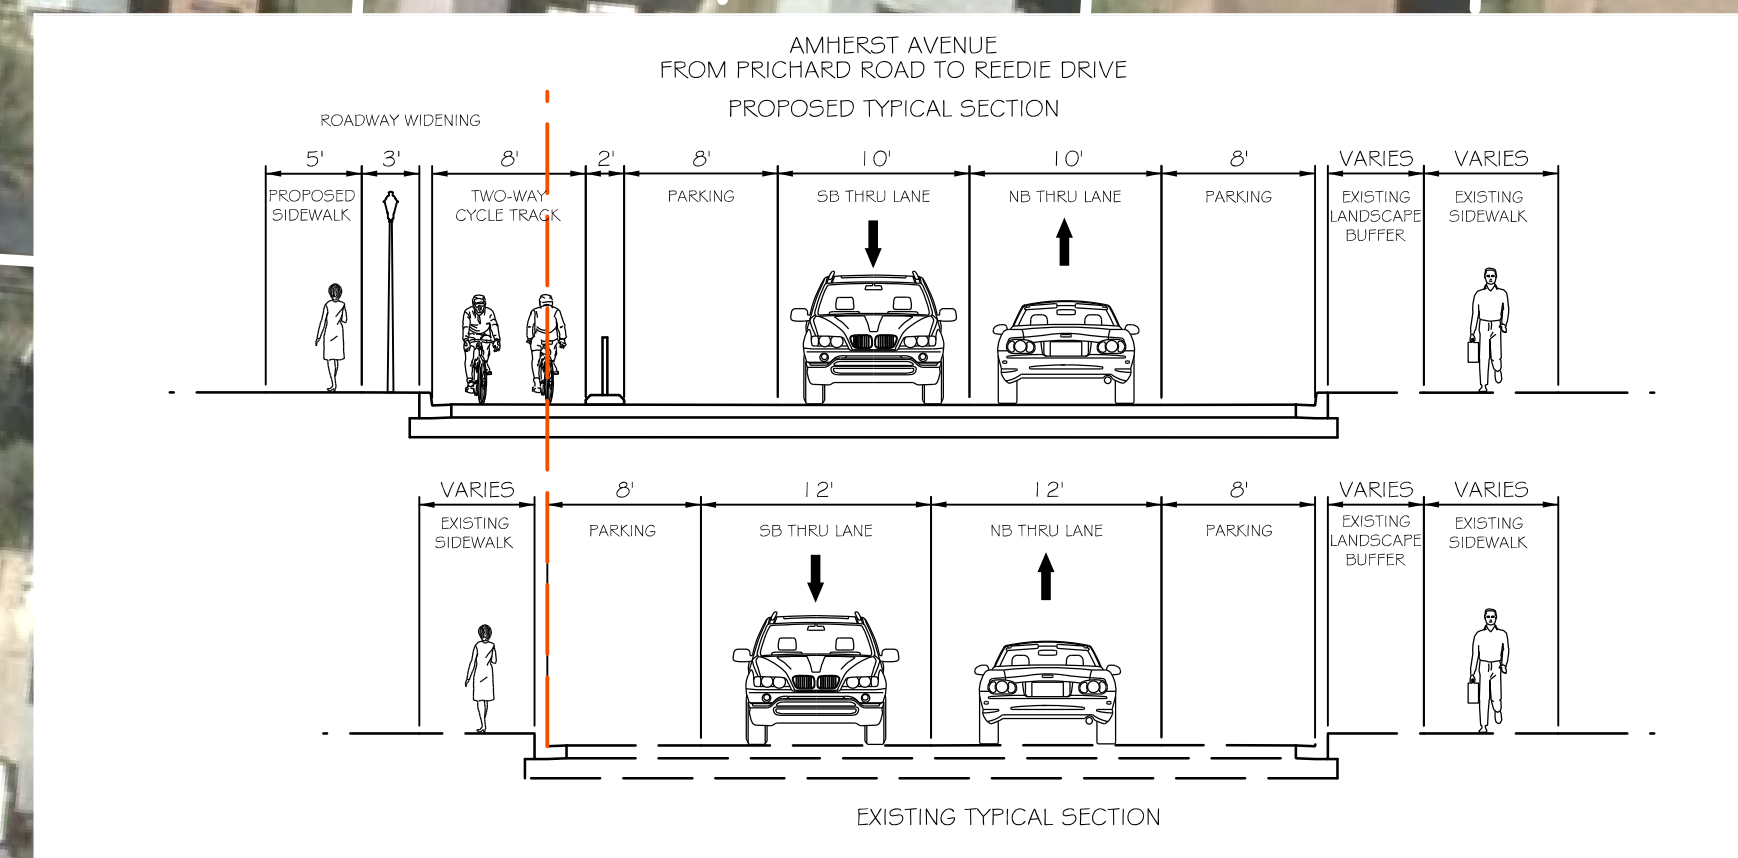 AMHERST AVENUE
FROM PRICHARD ROAD TO REEDIE DRIVE
PROPOSED TYPICAL SECTION
ROADWAY WIDENING
5' 3' 8' 2' 8' 10' 10' 8' VARIES VARIES
PROPOSED SIDEWALK
TWO-WAY CYCLE TRACK
PARKING
SB THRU LANE
NB THRU LANE
PARKING
EXISTING LANDSCAPE BUFFER
EXISTING SIDEWALK
VARIES 8' 12' 12' 8' VARIES VARIES
EXISTING SIDEWALK
PARKING
SB THRU LANE
NB THRU LANE
PARKING
EXISTING LANDSCAPE BUFFER
EXISTING SIDEWALK
EXISTING TYPICAL SECTION